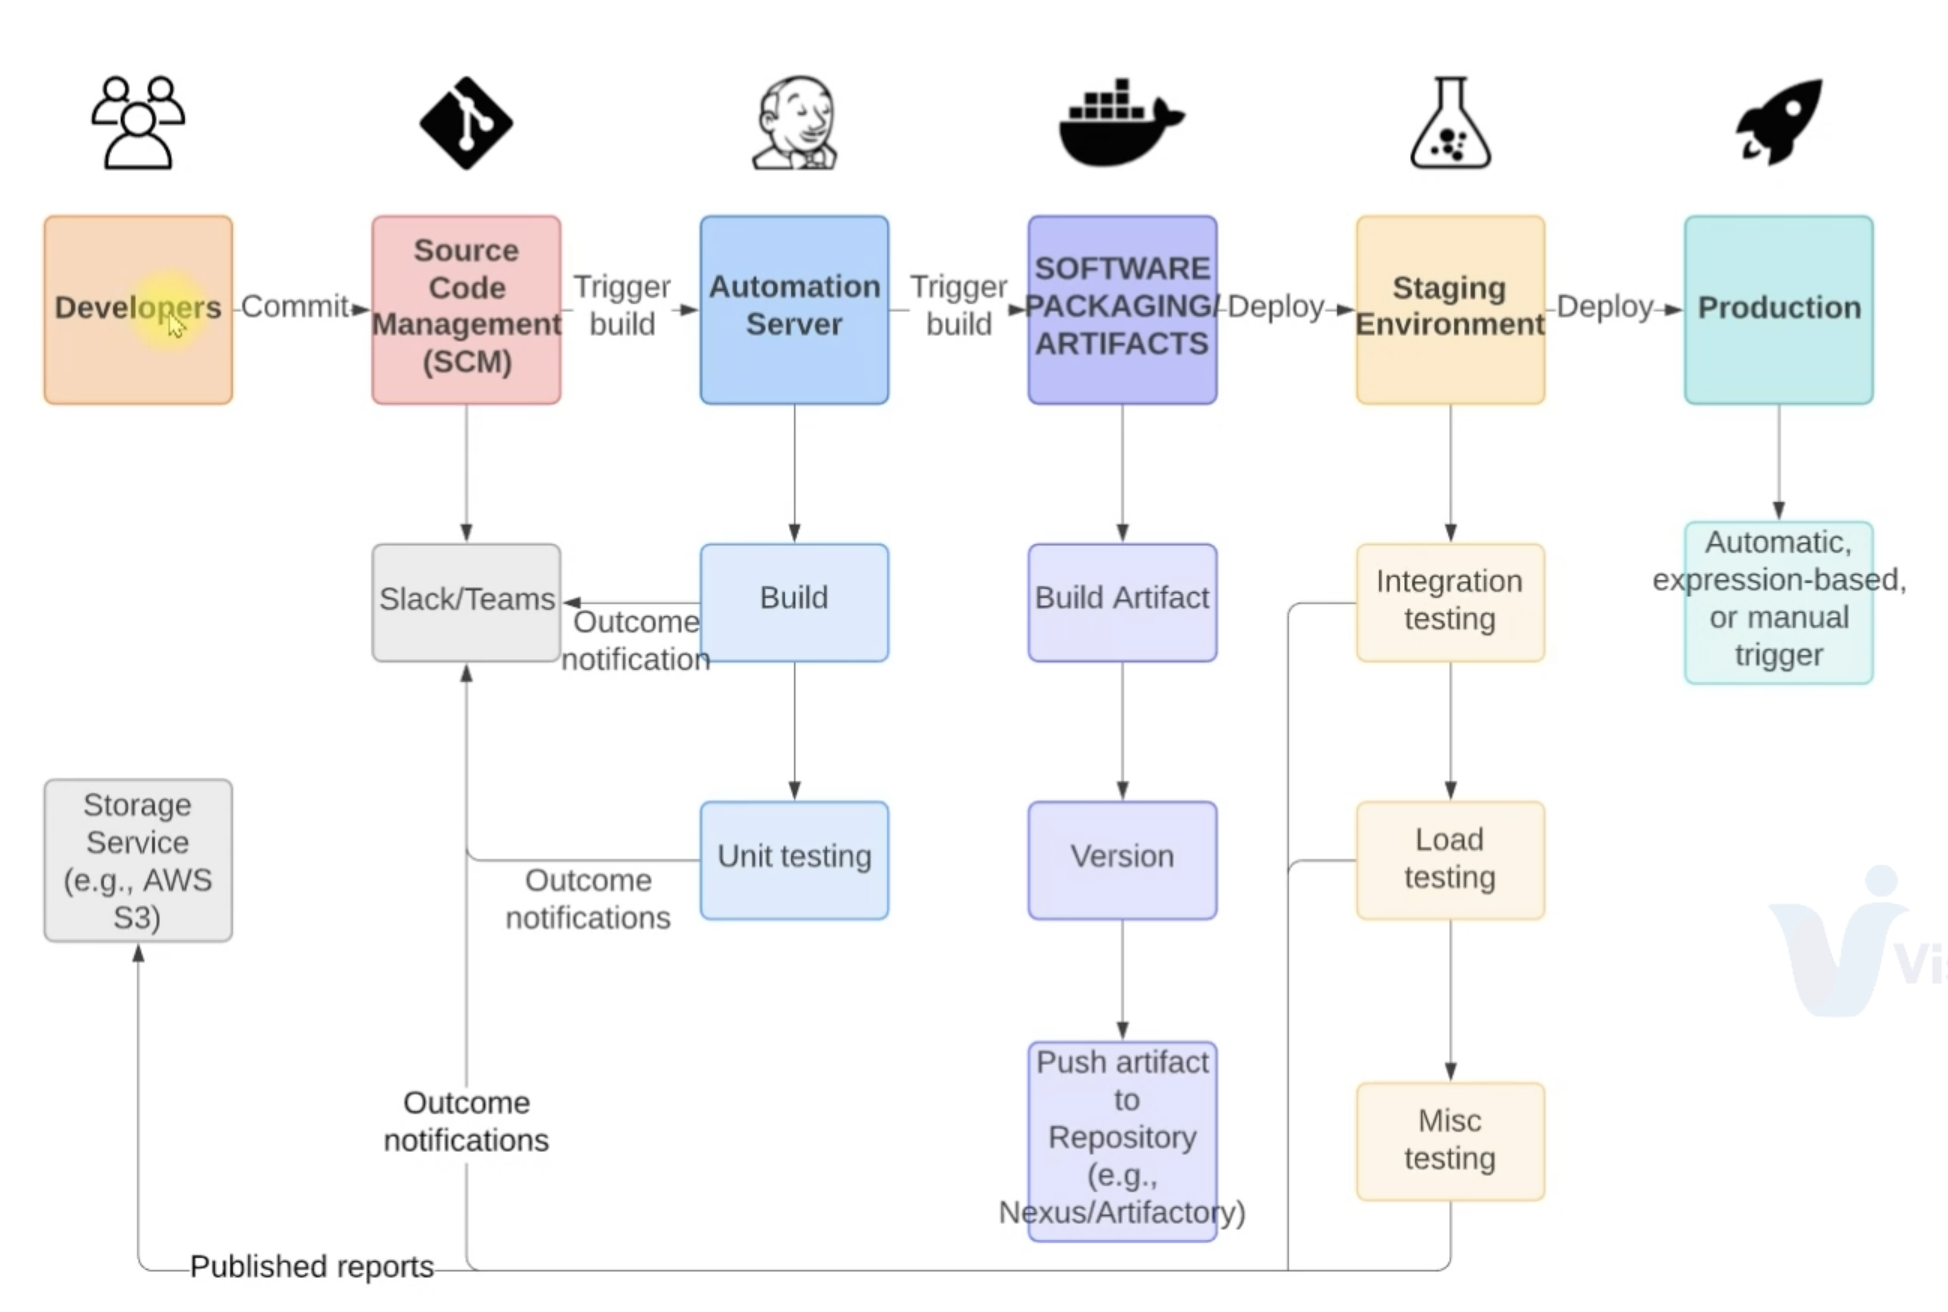 Developers
Commit
Source
Code
Management
(SCM)
Trigger
build
Automation
Server
Trigger
build
SOFTWARE
PACKAGING/
ARTIFACTS
Deploy
Staging
Environment
Deploy
Production
Slack/Teams
Outcome
notification
Build
Build Artifact
Integration
testing
Automatic,
expression-based,
or manual
trigger
Storage
Service
(e.g., AWS
S3)
Outcome
notifications
Unit testing
Version
Load
testing
Outcome
notifications
Push artifact
to
Repository
(e.g.,
Nexus/Artifactory)
Misc
testing
Published reports